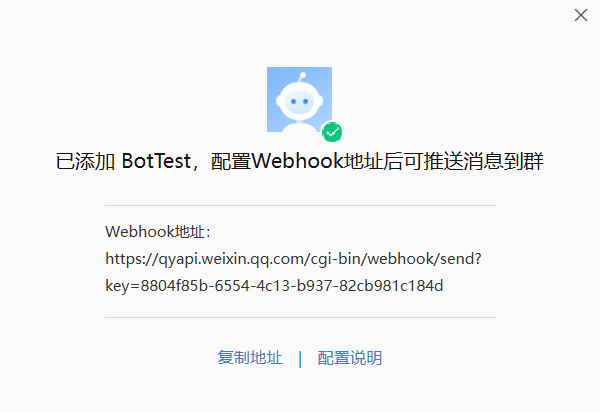 已添加 BotTest，配置Webhook地址后可推送消息到群
Webhook地址：
https://qyapi.weixin.qq.com/cgi-bin/webhook/send?
key=8804f85b-6554-4c13-b937-82cb981c184d
复制地址 | 配置说明